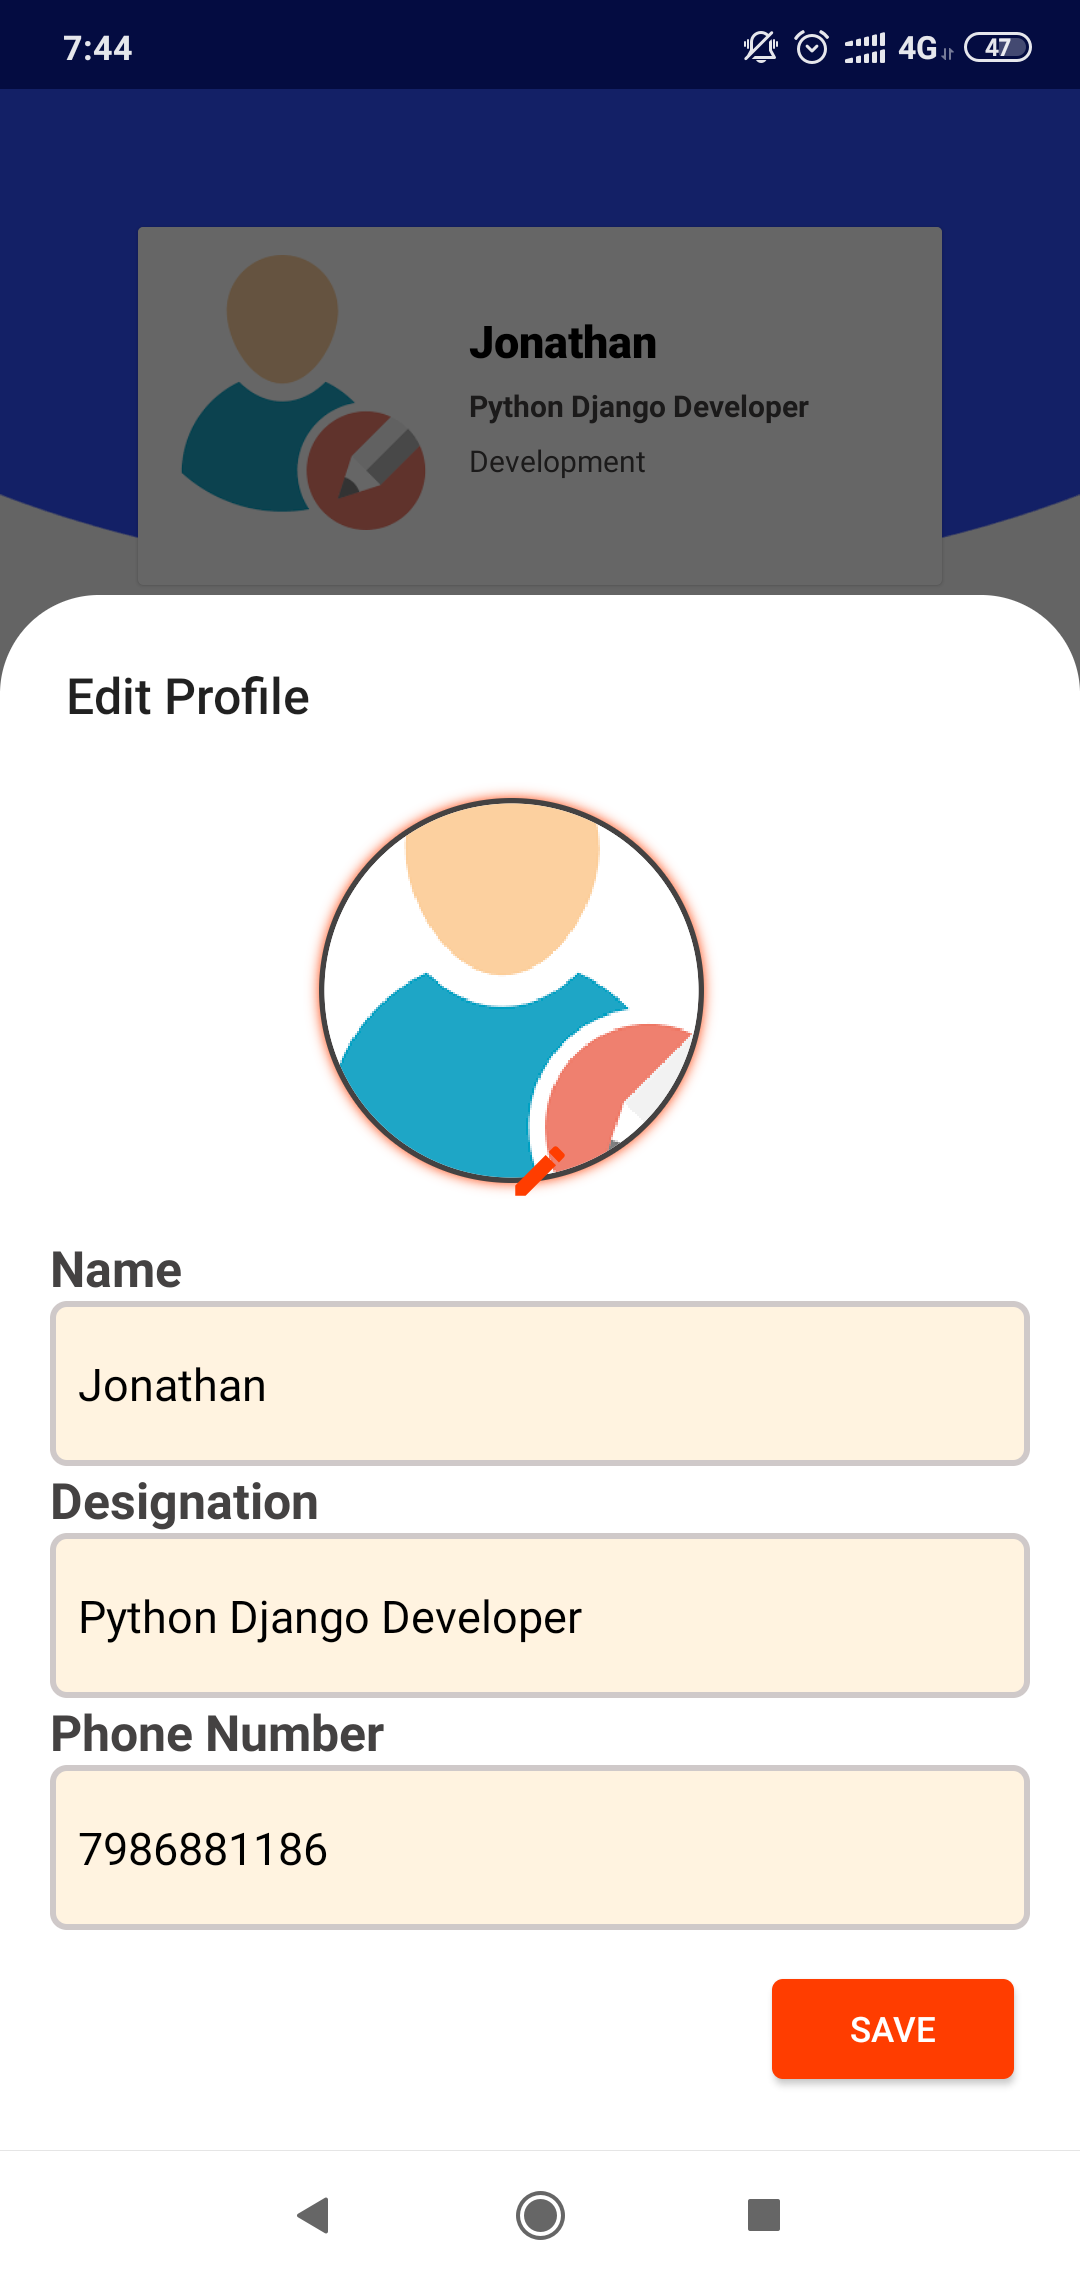 7:44 4G 47
Jonathan
Python Django Developer
Development
Edit Profile
Name
Jonathan
Designation
Python Django Developer
Phone Number
7986881186
SAVE